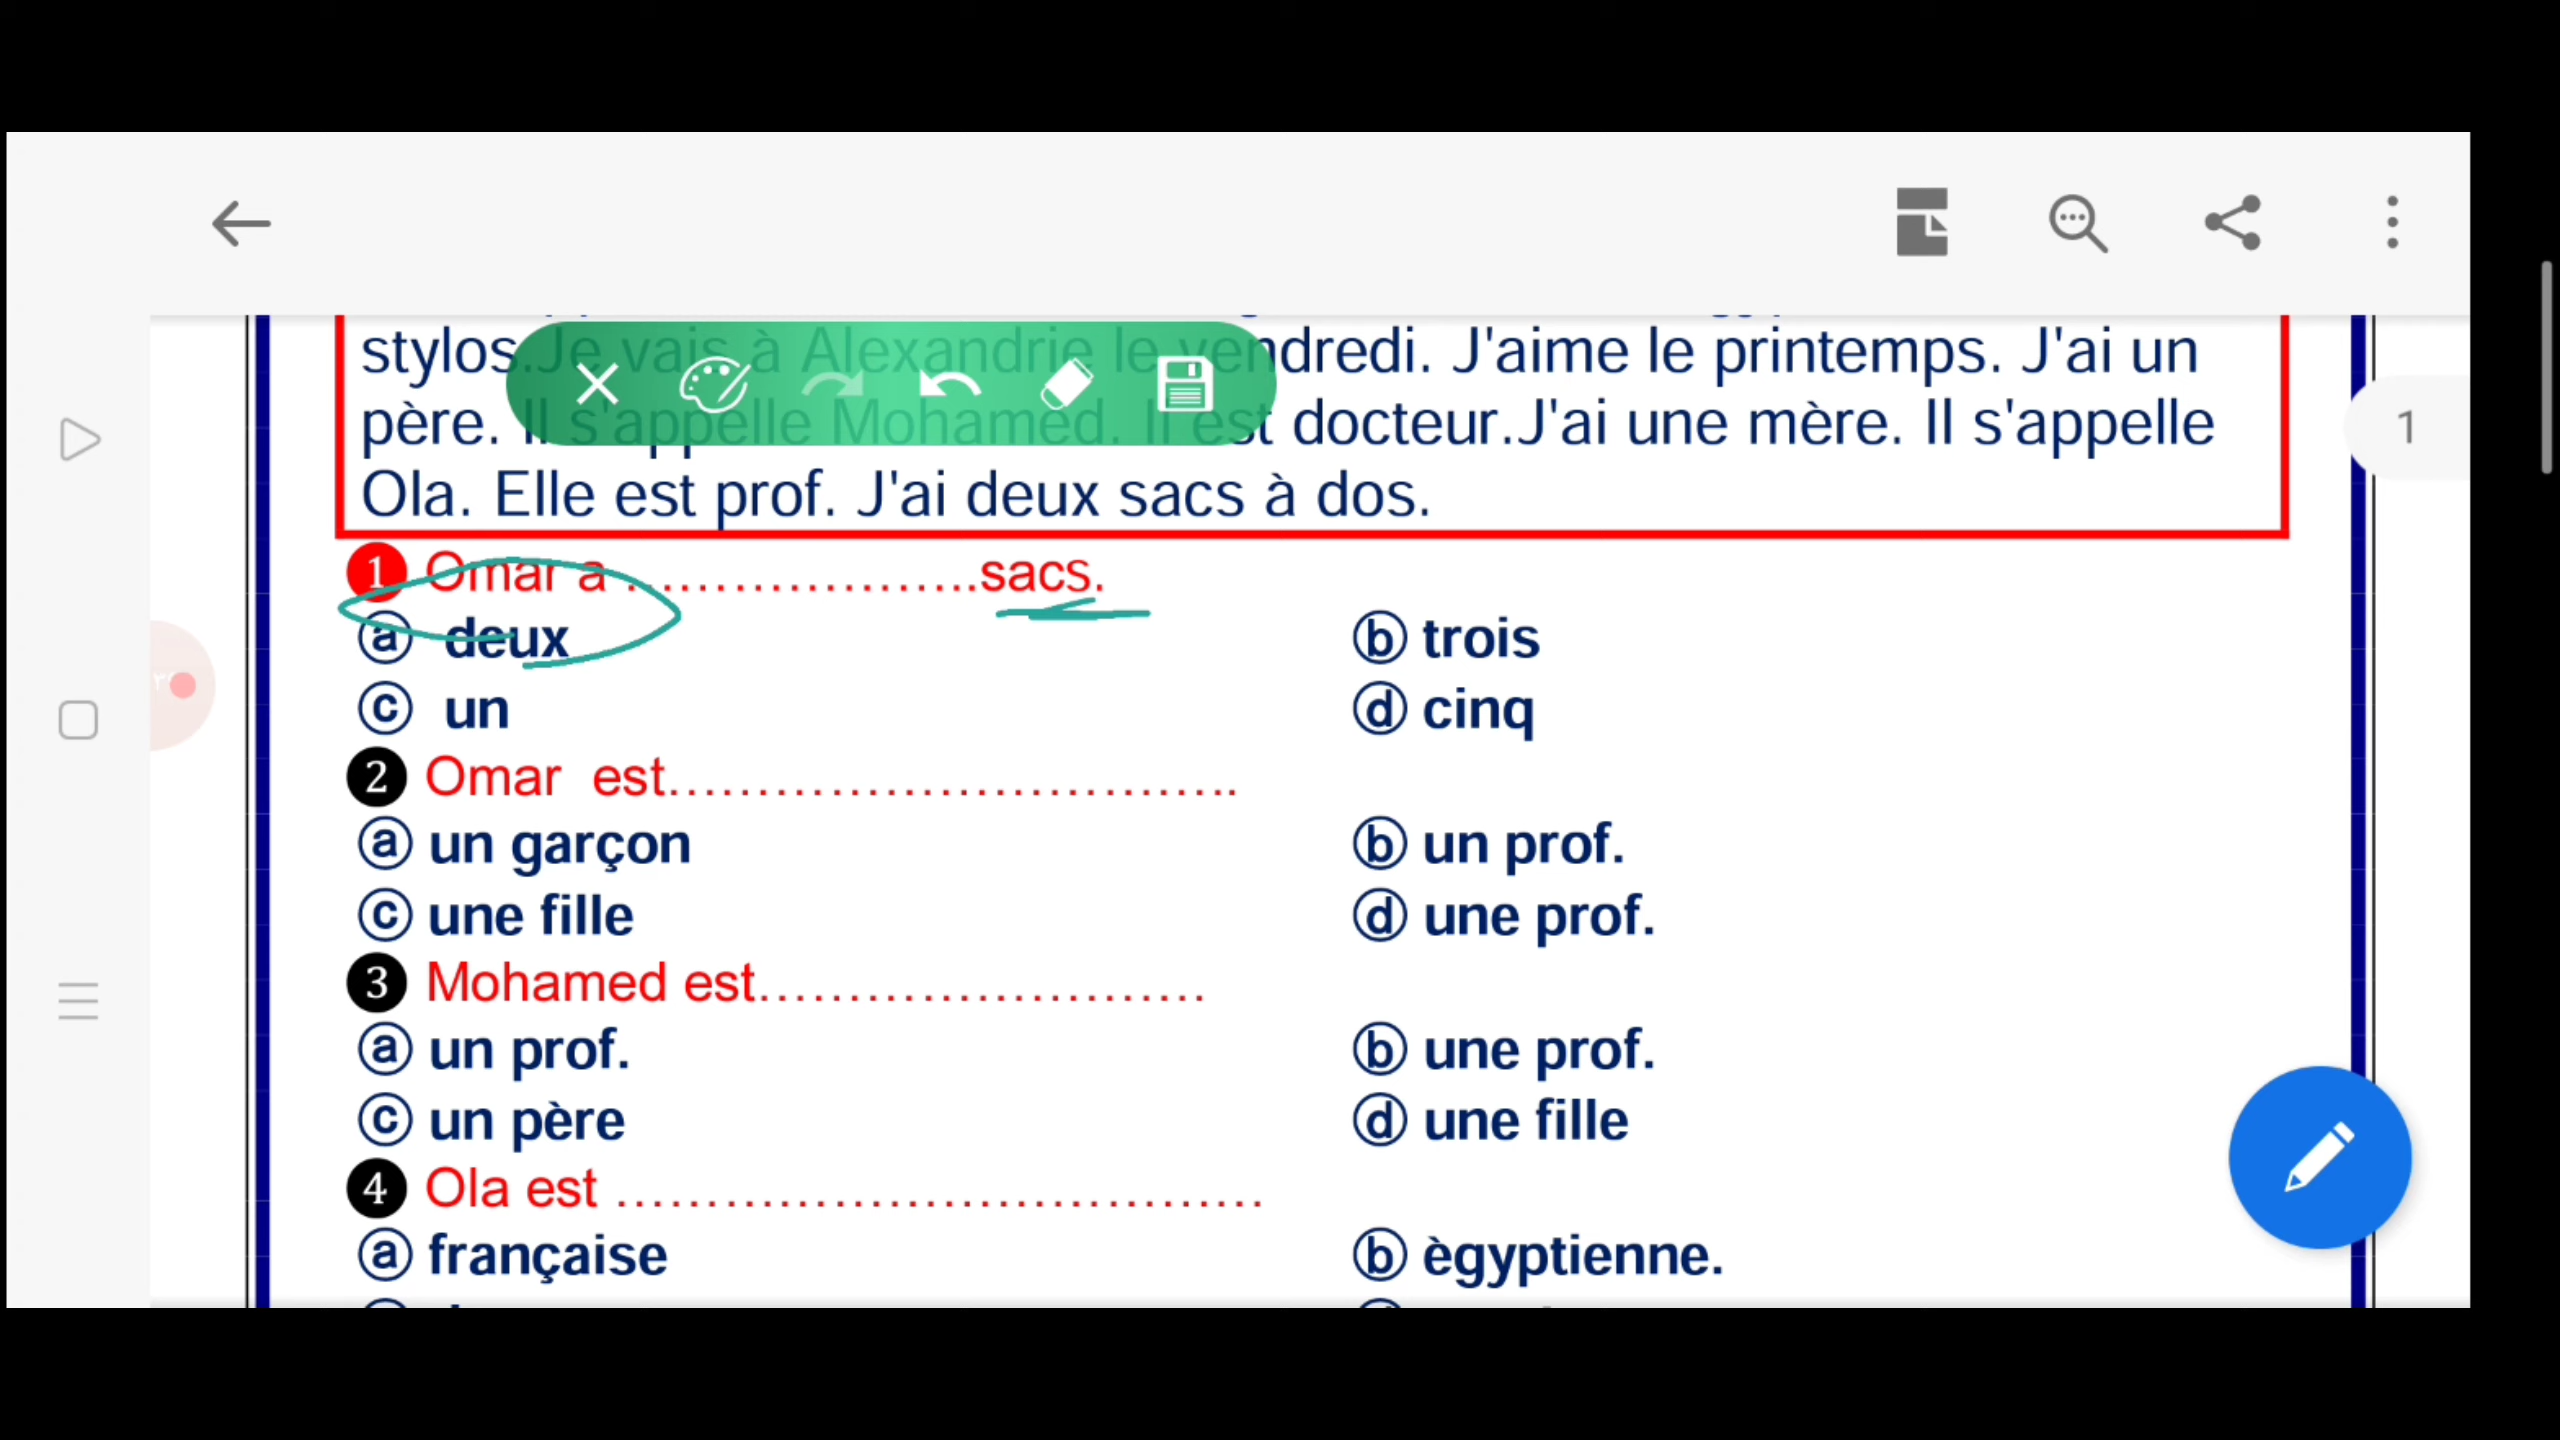 stylos.Je vais à Alexandrie le vendredi. J'aime le printemps. J'ai un
père. Il s'appelle Mohamed. Il est docteur.J'ai une mère. Il s'appelle
Ola. Elle est prof. J'ai deux sacs à dos.
1 Omar a ......................sacs.
ⓐ deux ⓑ trois
ⓒ un ⓓ cinq
2 Omar est................................
ⓐ un garçon ⓑ un prof.
ⓒ une fille ⓓ une prof.
3 Mohamed est.........................
ⓐ un prof. ⓑ une prof.
ⓒ un père ⓓ une fille
4 Ola est ....................................
ⓐ française ⓑ ègyptienne.
1